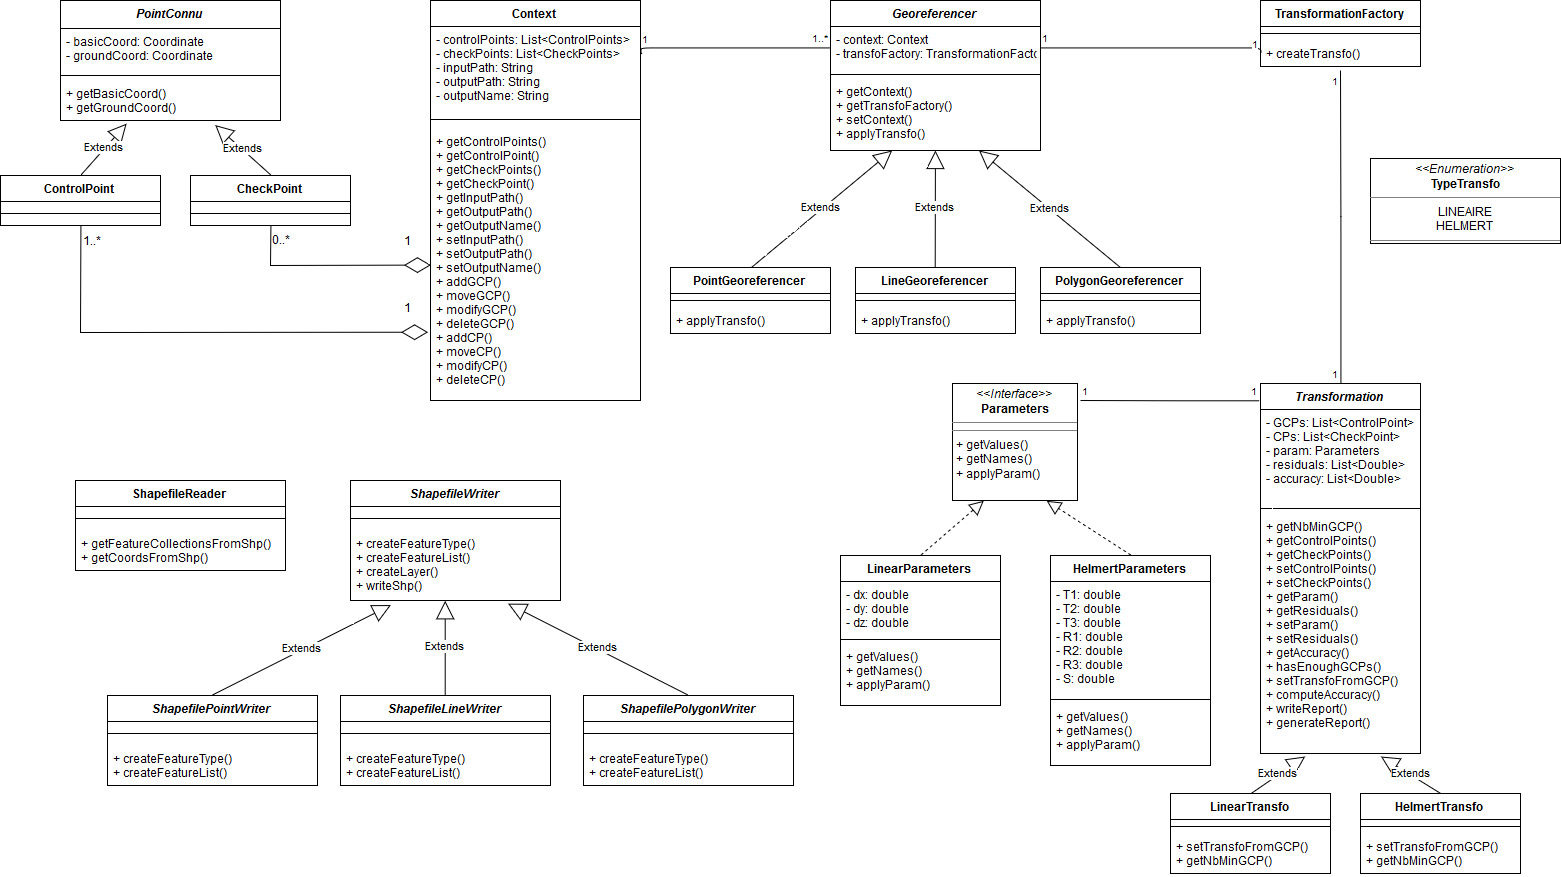 PointConnu
- basicCoord: Coordinate
- groundCoord: Coordinate
+ getBasicCoord()
+ getGroundCoord()
Extends
Extends
ControlPoint
CheckPoint
1..*
0..*
1
1
Context
- controlPoints: List<ControlPoints>
- checkPoints: List<CheckPoints>
- inputPath: String
- outputPath: String
- outputName: String
+ getControlPoints()
+ getControlPoint()
+ getCheckPoints()
+ getCheckPoint()
+ getInputPath()
+ getOutputPath()
+ getOutputName()
+ setInputPath()
+ setOutputPath()
+ setOutputName()
+ addGCP()
+ moveGCP()
+ modifyGCP()
+ deleteGCP()
+ addCP()
+ moveCP()
+ modifyCP()
+ deleteCP()
1
1..*
Georeferencer
- context: Context
- transfoFactory: TransformationFactc
+ getContext()
+ getTransfoFactory()
+ setContext()
+ applyTransfo()
1
1
TransformationFactory
+ createTransfo()
1
1
Extends
Extends
Extends
PointGeoreferencer
+ applyTransfo()
LineGeoreferencer
+ applyTransfo()
PolygonGeoreferencer
+ applyTransfo()
<<Enumeration>>
TypeTransfo
LINEAIRE
HELMERT
<<Interface>>
Parameters
+ getValues()
+ getNames()
+ applyParam()
1
1
Transformation
- GCPs: List<ControlPoint>
- CPs: List<CheckPoint>
- param: Parameters
- residuals: List<Double>
- accuracy: List<Double>
+ getNbMinGCP()
+ getControlPoints()
+ getCheckPoints()
+ setControlPoints()
+ setCheckPoints()
+ getParam()
+ getResiduals()
+ setParam()
+ setResiduals()
+ getAccuracy()
+ hasEnoughGCPs()
+ setTransfoFromGCP()
+ computeAccuracy()
+ writeReport()
+ generateReport()
Extends
Extends
LinearTransfo
+ setTransfoFromGCP()
+ getNbMinGCP()
HelmertTransfo
+ setTransfoFromGCP()
+ getNbMinGCP()
LinearParameters
- dx: double
- dy: double
- dz: double
+ getValues()
+ getNames()
+ applyParam()
HelmertParameters
- T1: double
- T2: double
- T3: double
- R1: double
- R2: double
- R3: double
- S: double
+ getValues()
+ getNames()
+ applyParam()
ShapefileReader
+ getFeatureCollectionsFromShp()
+ getCoordsFromShp()
ShapefileWriter
+ createFeatureType()
+ createFeatureList()
+ createLayer()
+ writeShp()
Extends
Extends
Extends
ShapefilePointWriter
+ createFeatureType()
+ createFeatureList()
ShapefileLineWriter
+ createFeatureType()
+ createFeatureList()
ShapefilePolygonWriter
+ createFeatureType()
+ createFeatureList()